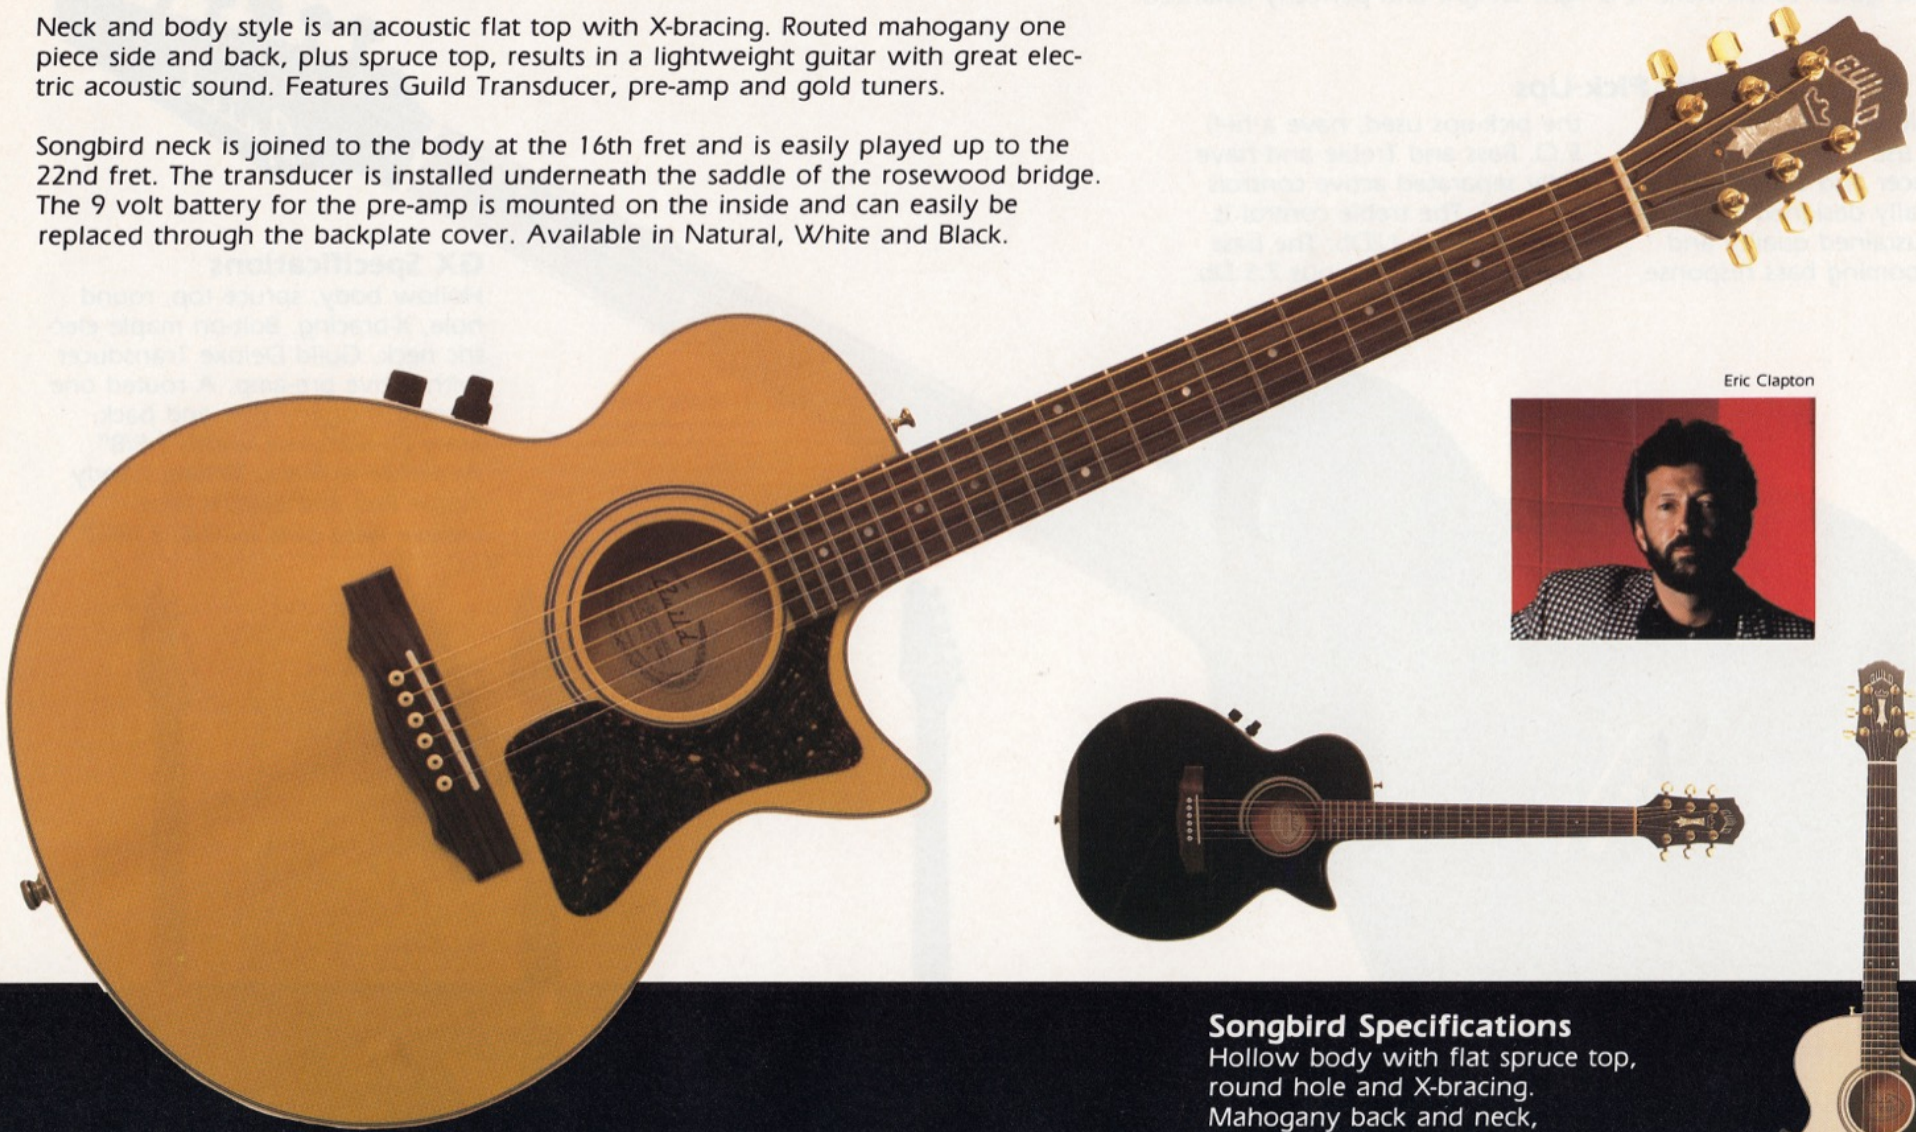 Neck and body style is an acoustic flat top with X-bracing. Routed mahogany one
piece side and back, plus spruce top, results in a lightweight guitar with great elec-
tric acoustic sound. Features Guild Transducer, pre-amp and gold tuners.
Songbird neck is joined to the body at the 16th fret and is easily played up to the
22nd fret. The transducer is installed underneath the saddle of the rosewood bridge.
The 9 volt battery for the pre-amp is mounted on the inside and can easily be
replaced through the backplate cover. Available in Natural, White and Black.
GUILD
Eric Clapton
Guild
GUILD
GUILD
Songbird Specifications
Hollow body with flat spruce top,
round hole and X-bracing.
Mahogany back and neck,